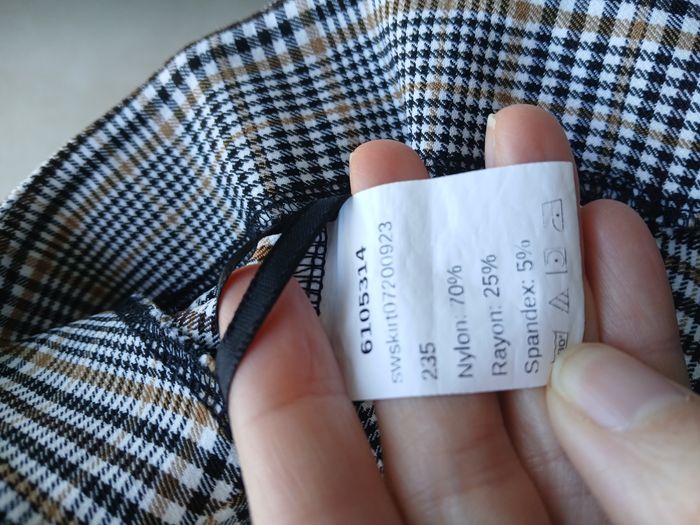 6105314
swskirt07200923
235
Nylon: 70%
Rayon: 25%
Spandex: 5%